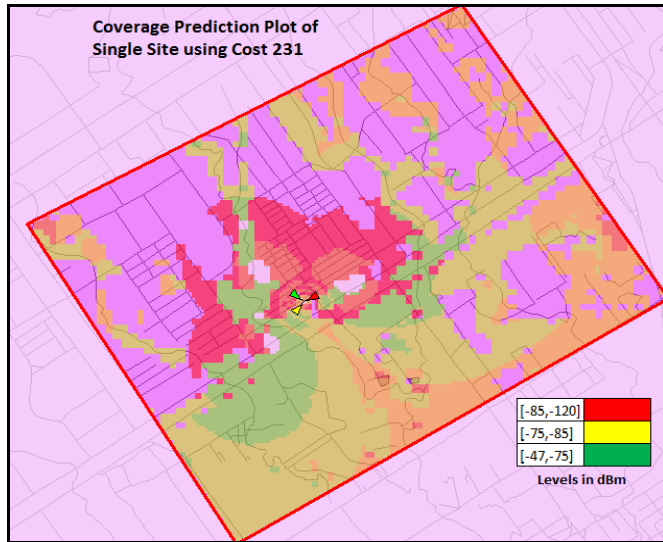 Coverage Prediction Plot of
Single Site using Cost 231
[-85,-120]
[-75,-85]
[-47,-75]
Levels in dBm